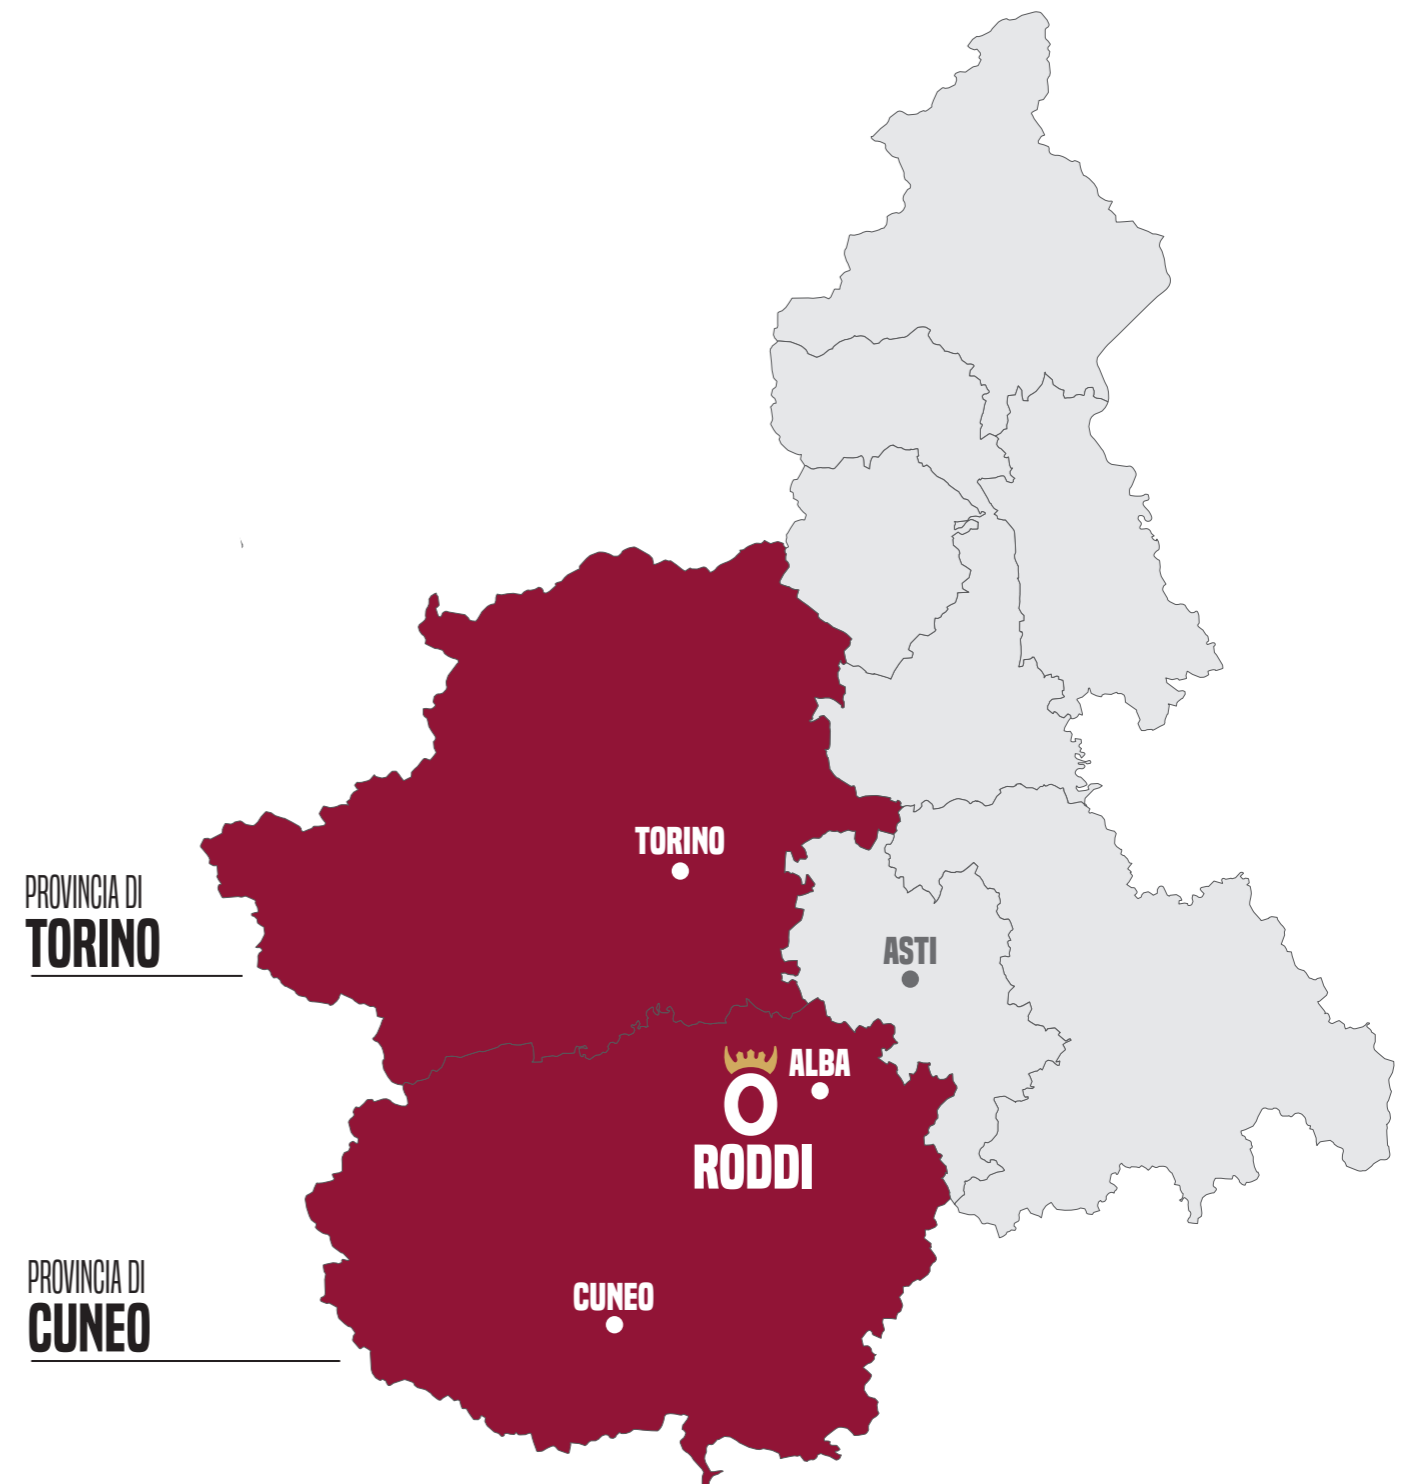 TORINO
PROVINCIA DI
TORINO
ASTI
ALBA
RODDI
PROVINCIA DI
CUNEO
CUNEO